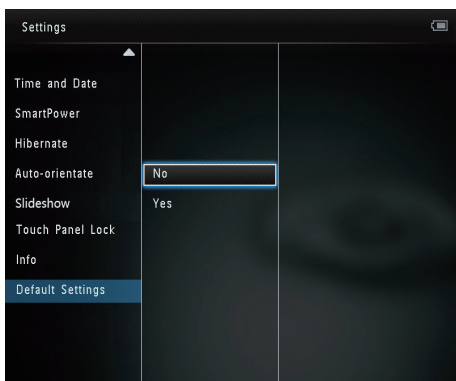 Settings
Time and Date
SmartPower
Hibernate
Auto-orientate
No
Slideshow
Yes
Touch Panel Lock
Info
Default Settings